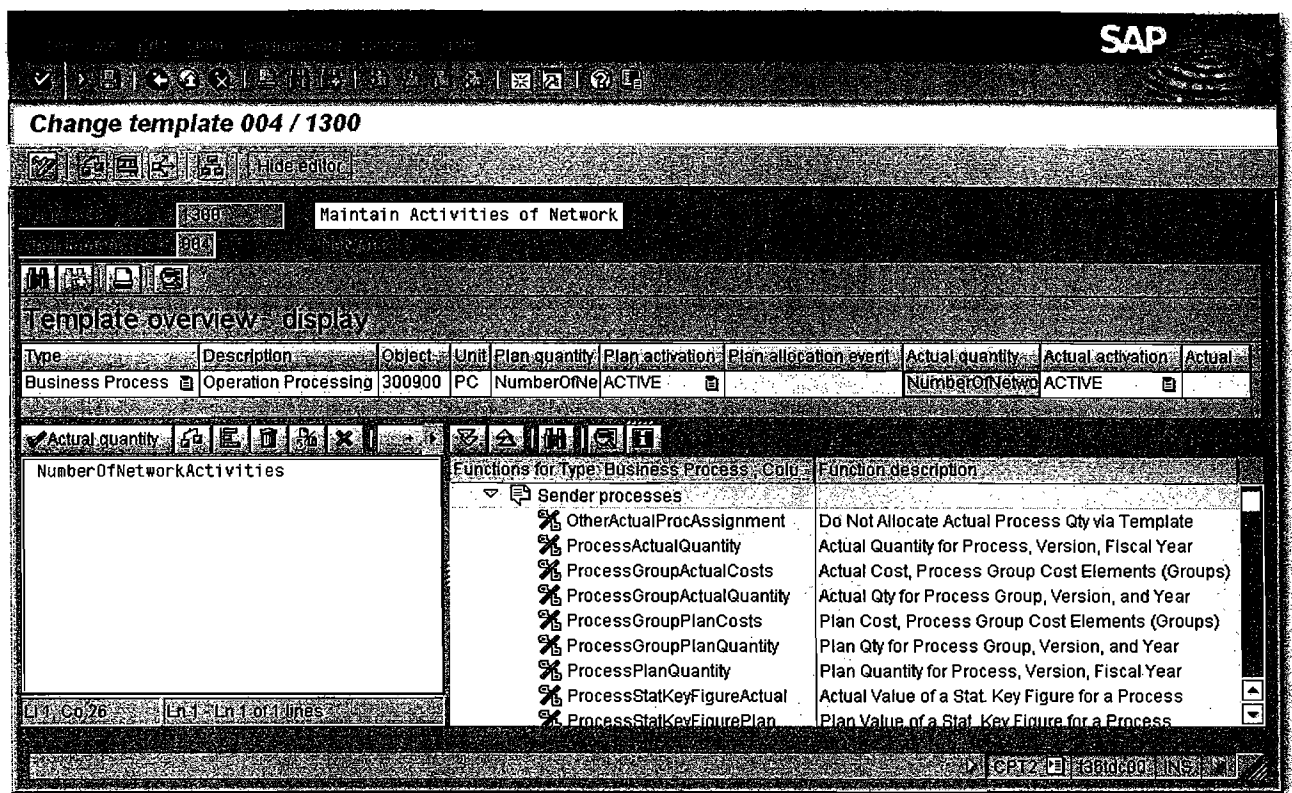 SAP
Change template 004 / 1300
Hide editor
1300 Maintain Activities of Network
004
Template overview - display
Type Description Object Unit Plan quantity Plan activation Plan allocation event Actual quantity Actual activation Actual
Business Process Operation Processing 300900 PC NumberOfNe ACTIVE NumberOfNetwo ACTIVE
Actual quantity
NumberOfNetworkActivities
Functions for Type: Business Process, Colu Function description
Sender processes
OtherActualProcAssignment Do Not Allocate Actual Process Qty via Template
ProcessActualQuantity Actual Quantity for Process, Version, Fiscal Year
ProcessGroupActualCosts Actual Cost, Process Group Cost Elements (Groups)
ProcessGroupActualQuantity Actual Qty for Process Group, Version, and Year
ProcessGroupPlanCosts Plan Cost, Process Group Cost Elements (Groups)
ProcessGroupPlanQuantity Plan Qty for Process Group, Version, and Year
ProcessPlanQuantity Plan Quantity for Process, Version, Fiscal Year
ProcessStatKeyFigureActual Actual Value of a Stat. Key Figure for a Process
ProcessStatKeyFigurePlan Plan Value of a Stat. Key Figure for a Process
Li 1, Co 26 Ln 1 - Ln 1 of 1 lines
CPT2 INS